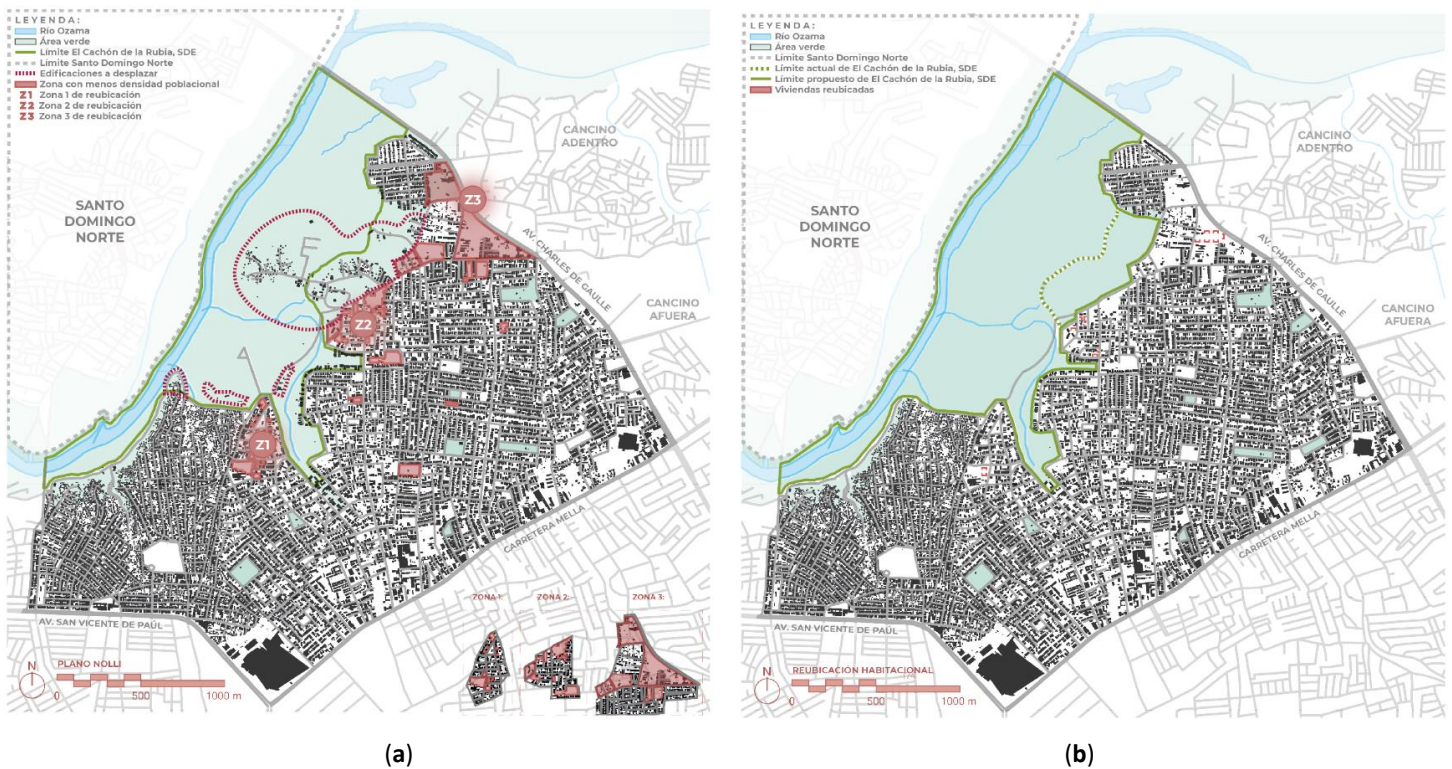 LEYENDA:
Río Ozama
Área verde
Límite El Cachón de la Rubia, SDE
Límite Santo Domingo Norte
Edificaciones a desplazar
Zona con menos densidad poblacional
Z1 Zona 1 de reubicación
Z2 Zona 2 de reubicación
Z3 Zona 3 de reubicación
SANTO
DOMINGO
NORTE
CANCINO
ADENTRO
Z3
AV. CHARLES DE GAULLE
CANCINO
AFUERA
Z2
Z1
CARRETERA MELLA
AV. SAN VICENTE DE PAÚL
ZONA 1:
ZONA 2:
ZONA 3:
N
PLANO NOLLI
0 500 1000 m
(a)
LEYENDA:
Río Ozama
Área verde
Límite Santo Domingo Norte
Límite actual de El Cachón de la Rubia, SDE
Límite propuesto de El Cachón de la Rubia, SDE
Viviendas reubicadas
SANTO
DOMINGO
NORTE
CANCINO
ADENTRO
AV. CHARLES DE GAULLE
CANCINO
AFUERA
CARRETERA MELLA
AV. SAN VICENTE DE PAÚL
N
REUBICACIÓN HABITACIONAL
0 500 1000 m
(b)